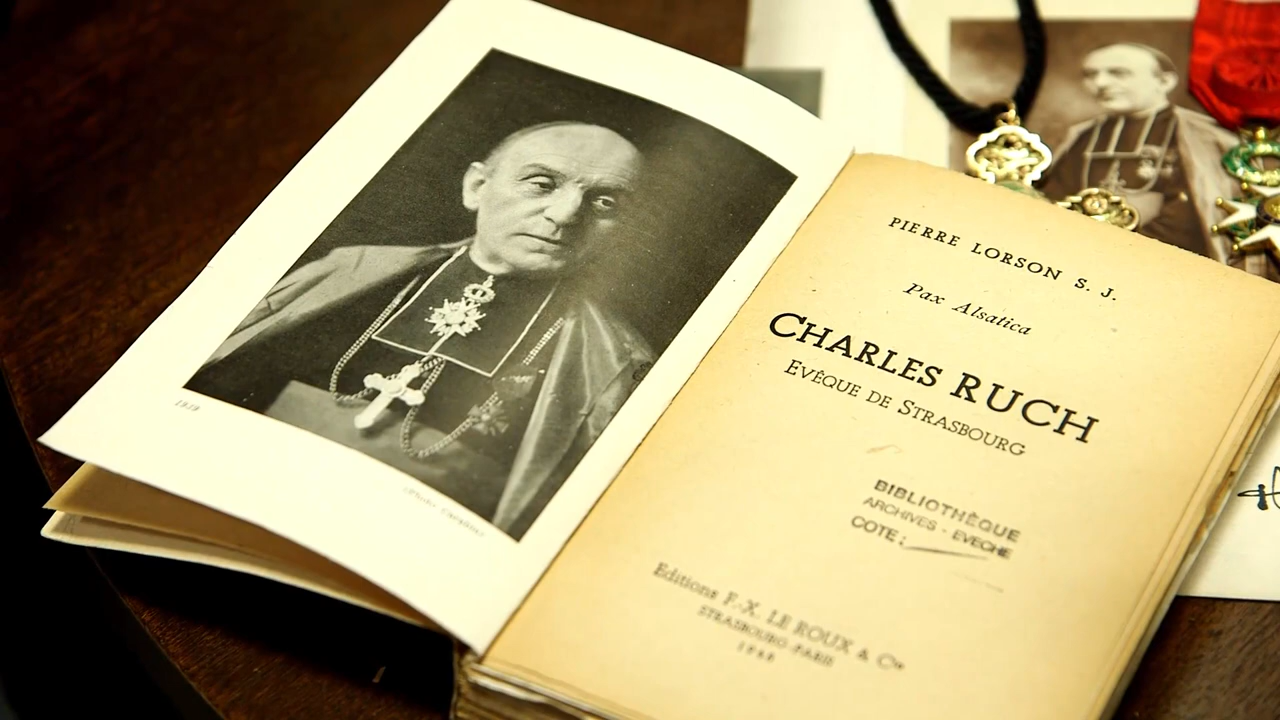 1939
PIERRE LORSON S. J.
Pax Alsatica
CHARLES RUCH
EVÊQUE DE STRASBOURG
BIBLIOTHÈQUE
ARCHIVES - EVECHE
COTE :
Editions F.-X. LE ROUX & Cie
STRASBOURG-PARIS